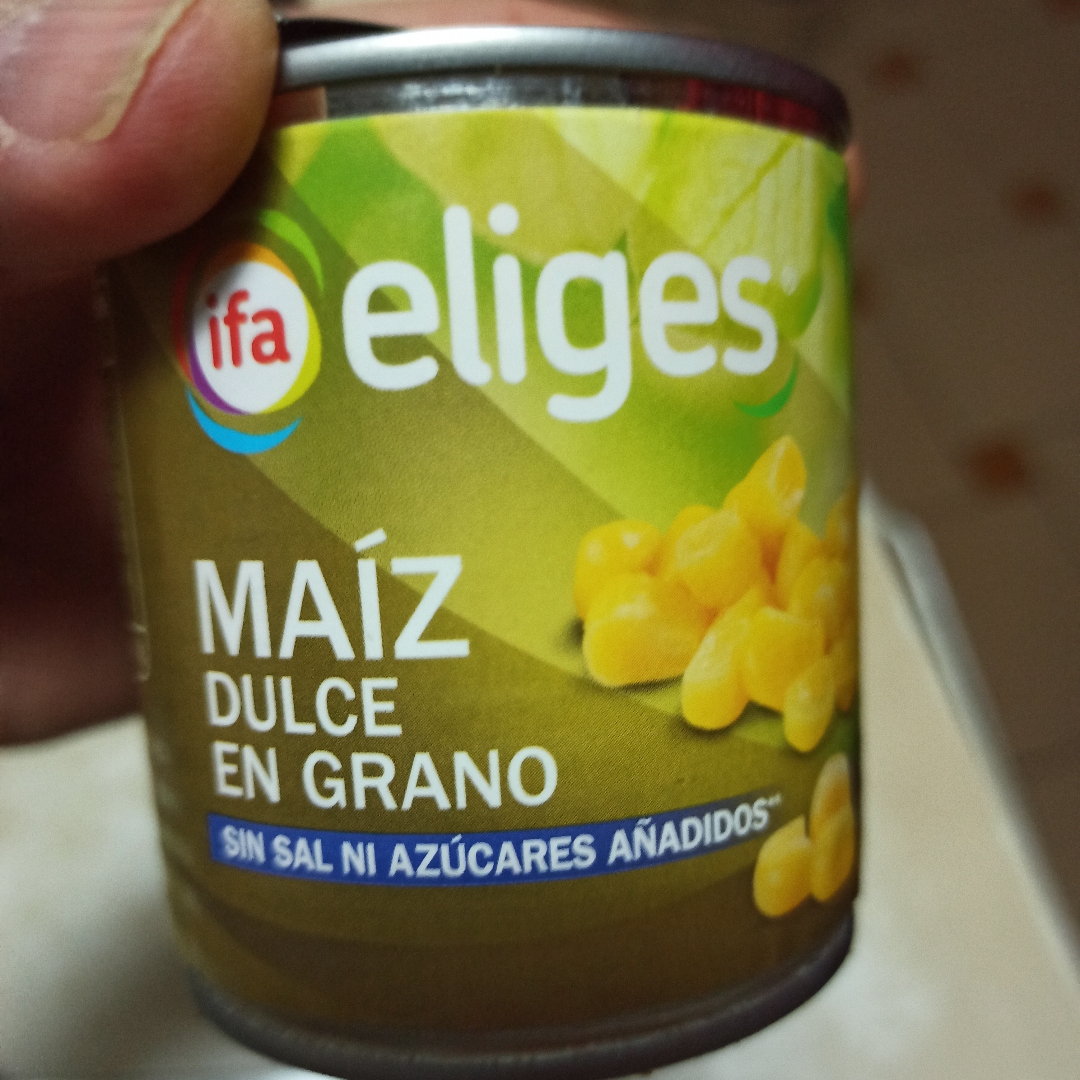 ifa eliges
MAÍZ
DULCE
EN GRANO
SIN SAL NI AZÚCARES AÑADIDOS**